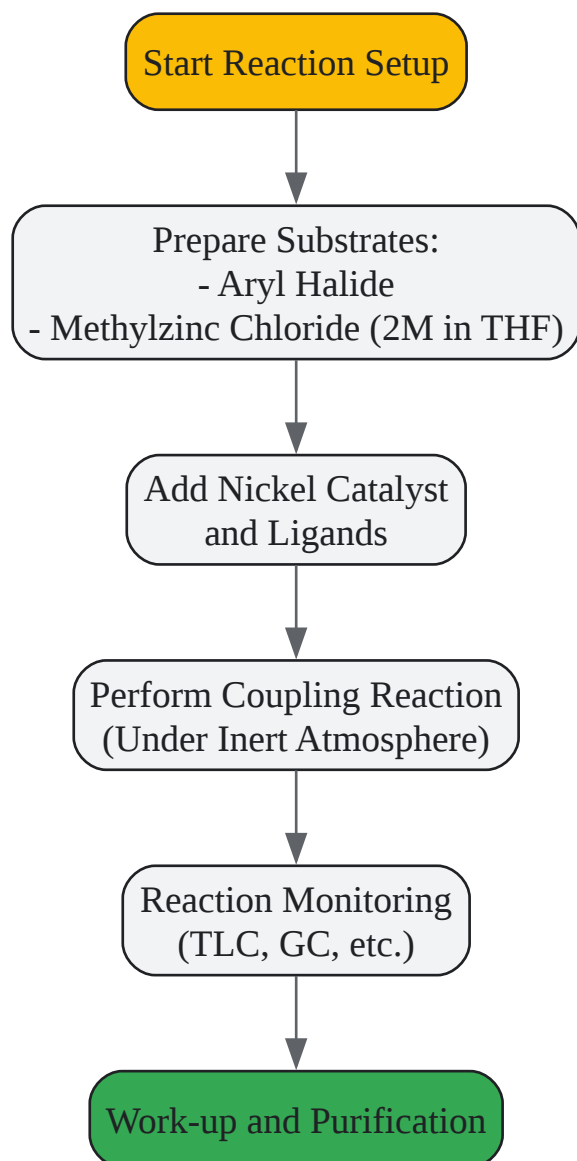 Start Reaction Setup
Prepare Substrates:
- Aryl Halide
- Methylzinc Chloride (2M in THF)
Add Nickel Catalyst
and Ligands
Perform Coupling Reaction
(Under Inert Atmosphere)
Reaction Monitoring
(TLC, GC, etc.)
Work-up and Purification